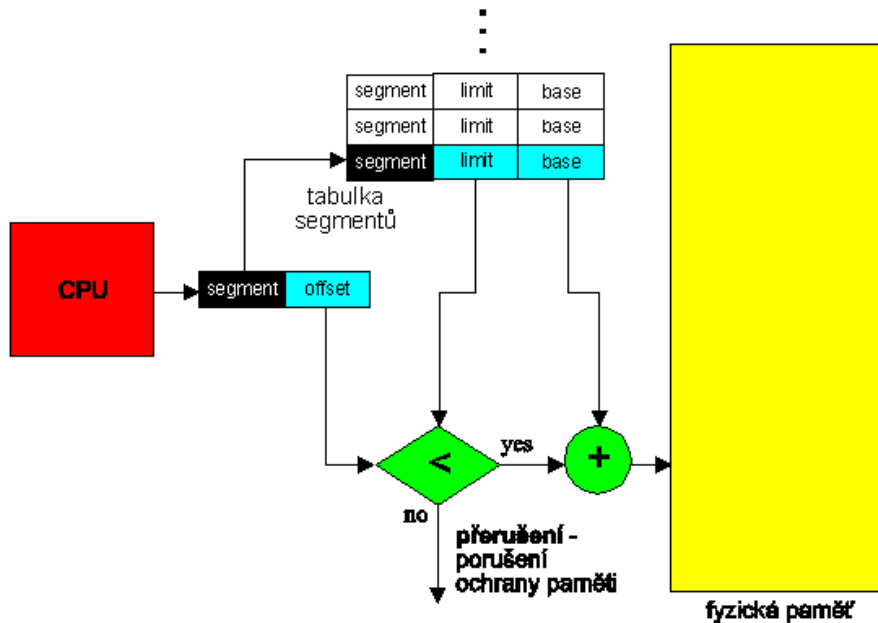 segment limit base
segment limit base
segment limit base
tabulka
segmentů
CPU
segment offset
<
yes
+
no
přerušení -
porušení
ochrany paměti
fyzická paměť